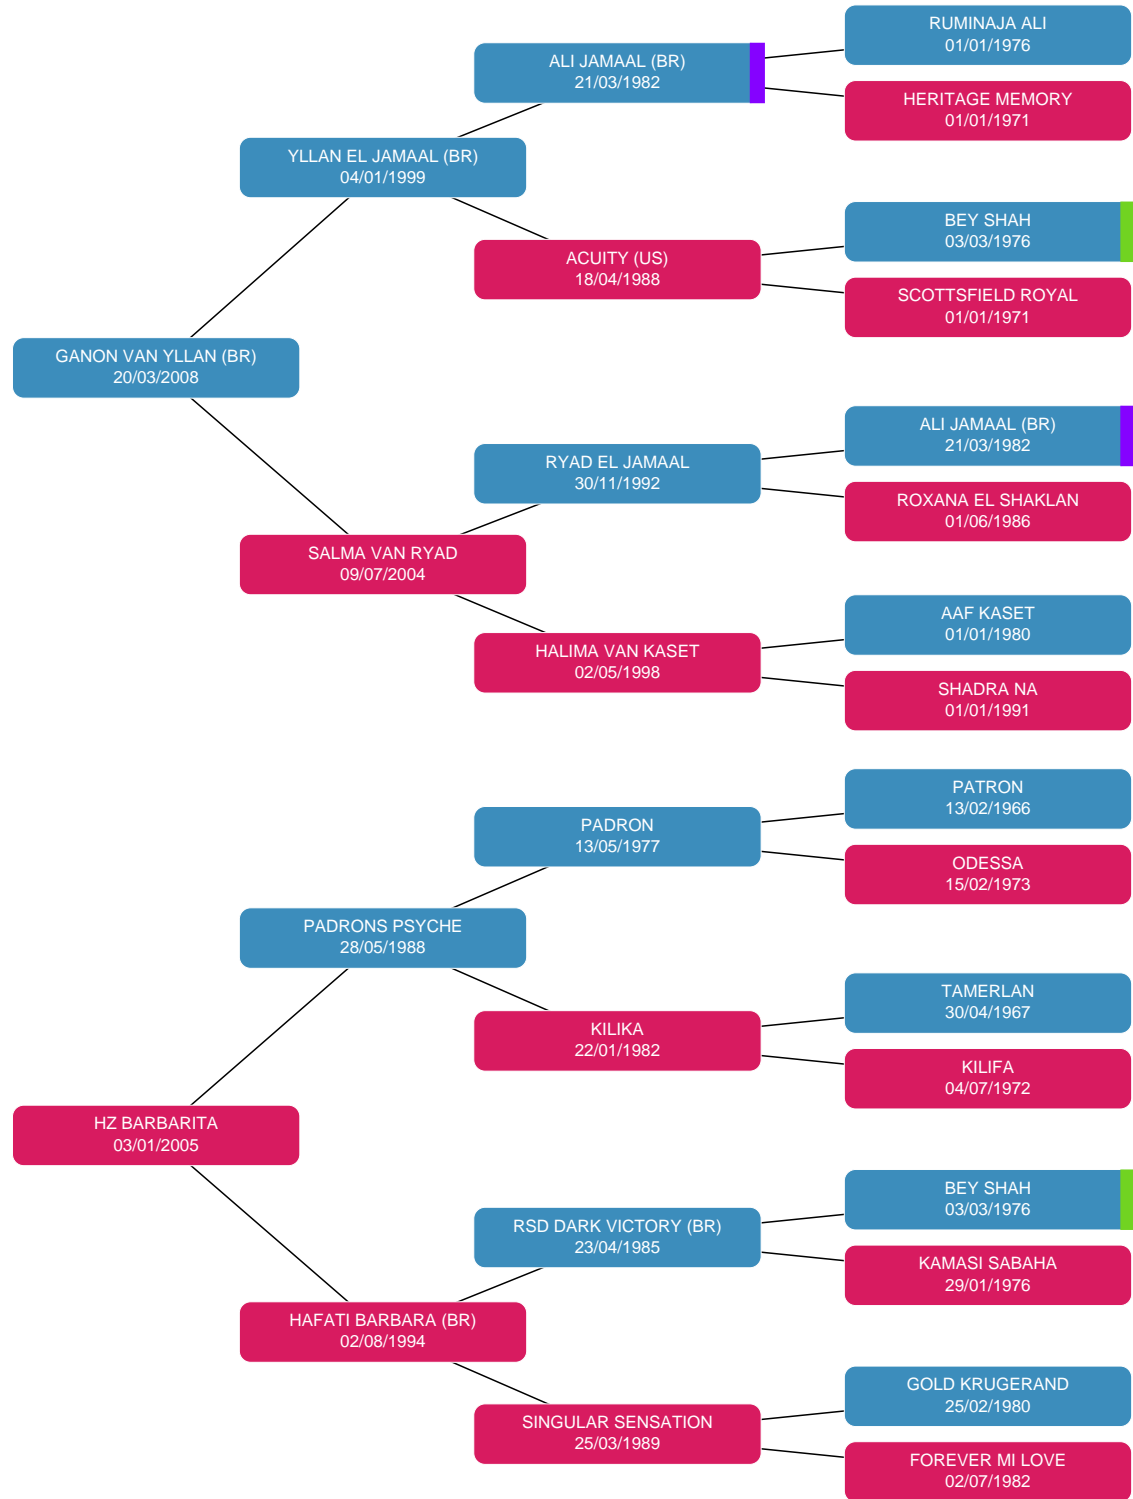 RUMINAJA ALI
01/01/1976
ALI JAMAAL (BR)
21/03/1982
HERITAGE MEMORY
01/01/1971
YLLAN EL JAMAAL (BR)
04/01/1999
BEY SHAH
03/03/1976
ACUITY (US)
18/04/1988
SCOTTSFIELD ROYAL
01/01/1971
GANON VAN YLLAN (BR)
20/03/2008
ALI JAMAAL (BR)
21/03/1982
RYAD EL JAMAAL
30/11/1992
ROXANA EL SHAKLAN
01/06/1986
SALMA VAN RYAD
09/07/2004
AAF KASET
01/01/1980
HALIMA VAN KASET
02/05/1998
SHADRA NA
01/01/1991
PATRON
13/02/1966
PADRON
13/05/1977
ODESSA
15/02/1973
PADRONS PSYCHE
28/05/1988
TAMERLAN
30/04/1967
KILIKA
22/01/1982
KILIFA
04/07/1972
HZ BARBARITA
03/01/2005
BEY SHAH
03/03/1976
RSD DARK VICTORY (BR)
23/04/1985
KAMASI SABAHA
29/01/1976
HAFATI BARBARA (BR)
02/08/1994
GOLD KRUGERAND
25/02/1980
SINGULAR SENSATION
25/03/1989
FOREVER MI LOVE
02/07/1982